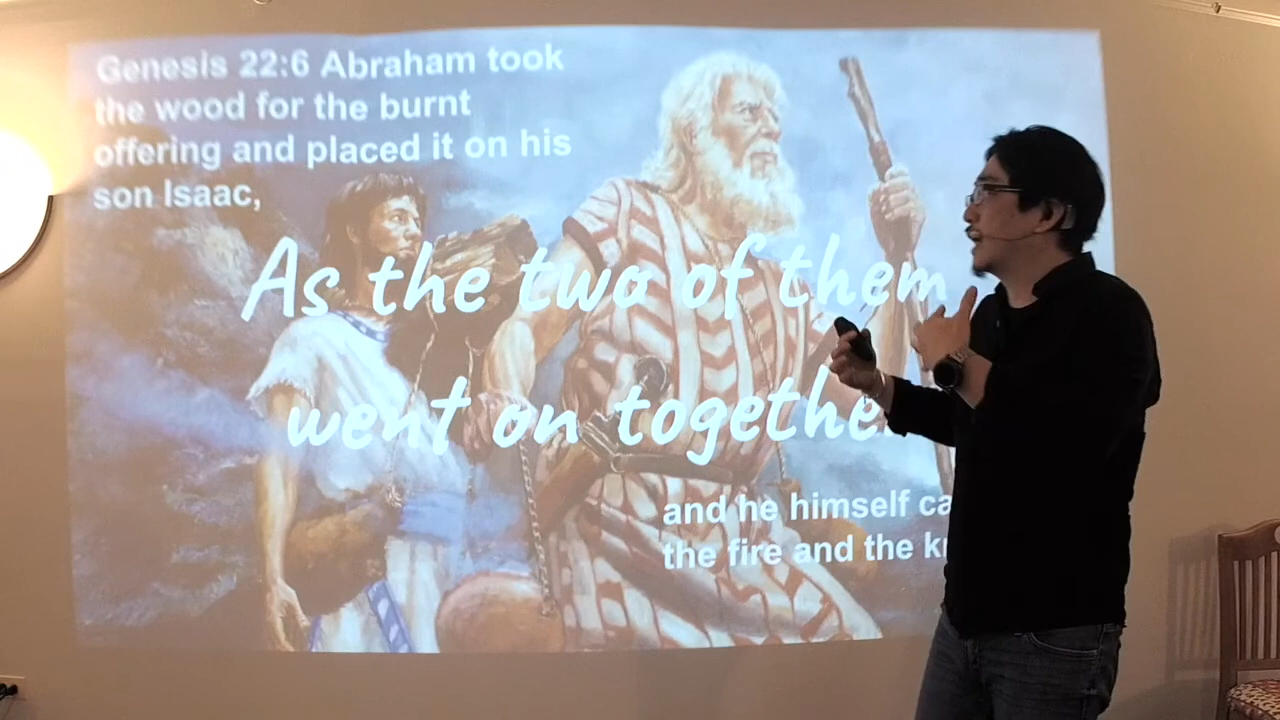 Genesis 22:6 Abraham took
the wood for the burnt
offering and placed it on his
son Isaac,
As the two of them
went on together
and he himself ca
the fire and the k